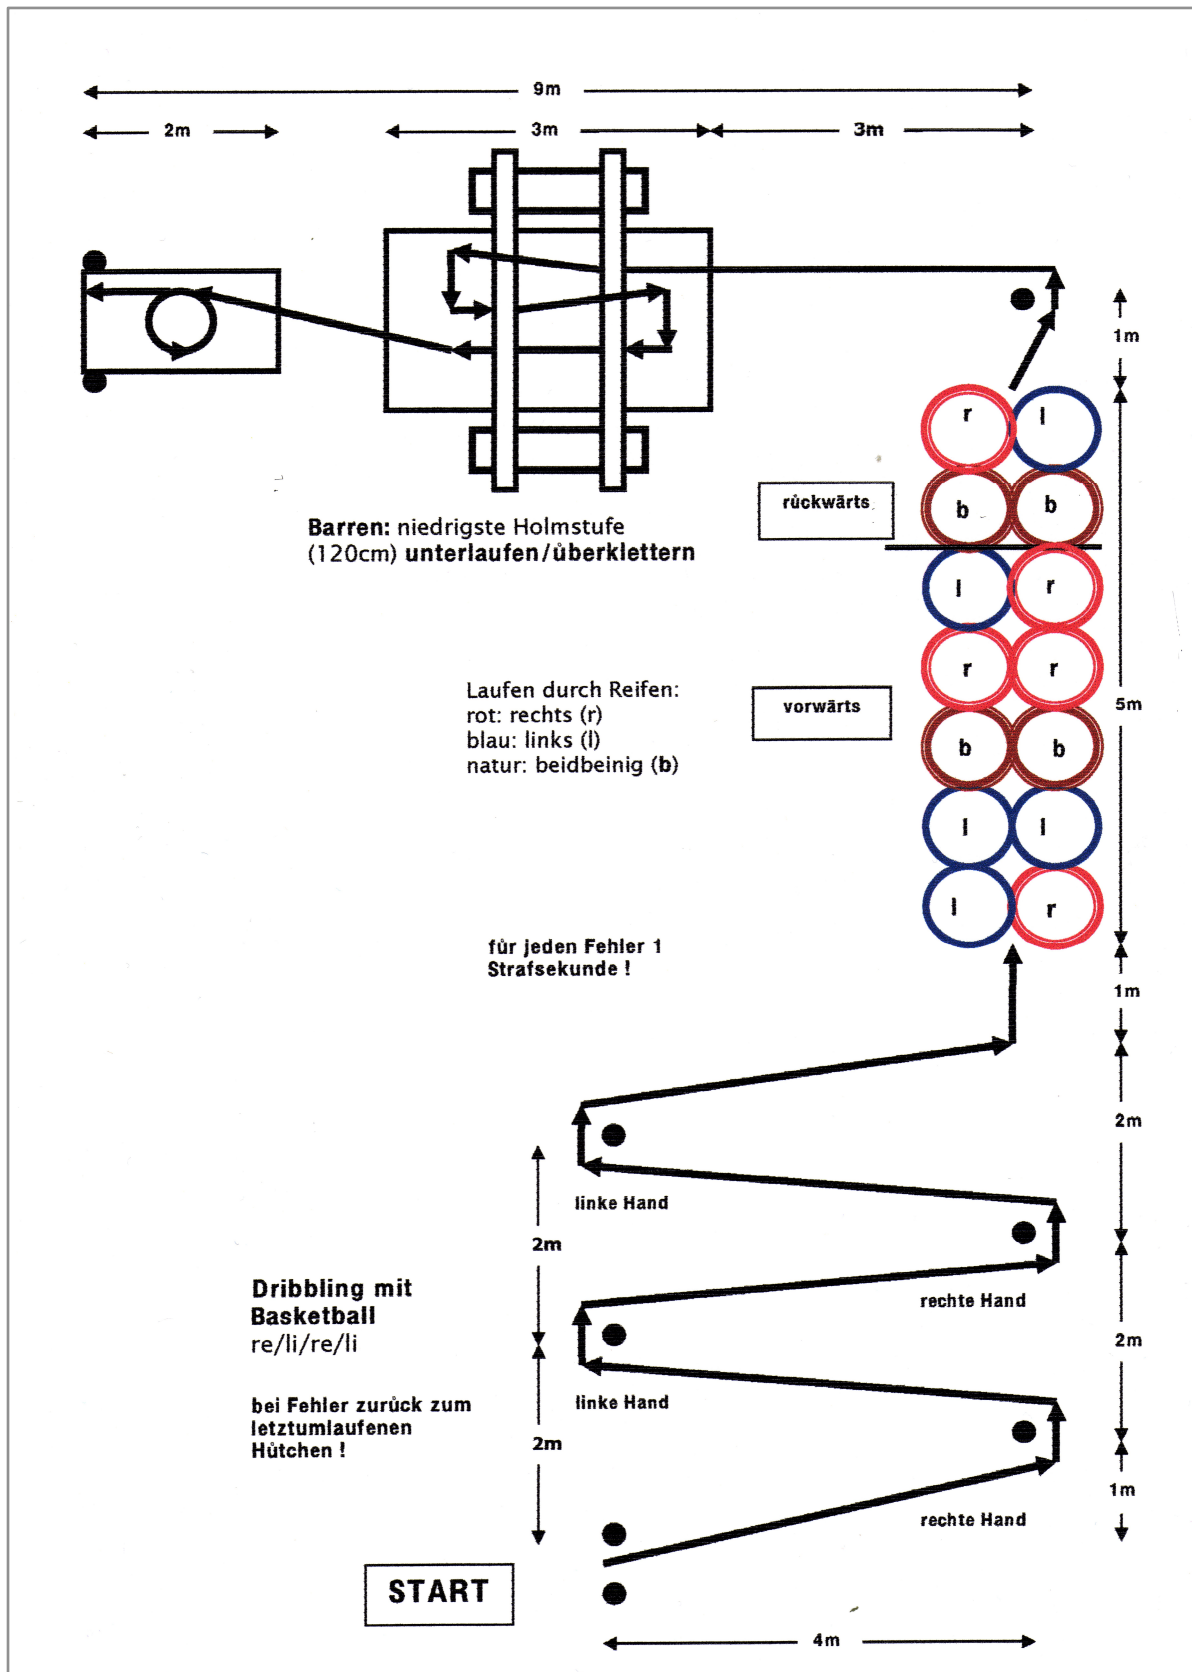 9m
2m
3m
3m
1m
r
l
rückwärts
b
b
Barren: niedrigste Holmstufe
(120cm) unterlaufen/überklettern
l
r
Laufen durch Reifen:
rot: rechts (r)
blau: links (l)
natur: beidbeinig (b)
r
r
vorwärts
5m
b
b
l
l
l
r
für jeden Fehler 1
Strafsekunde !
1m
2m
linke Hand
2m
Dribbling mit
Basketball
re/li/re/li
rechte Hand
2m
bei Fehler zurück zum
letztumlaufenen
Hütchen !
linke Hand
2m
1m
rechte Hand
START
4m